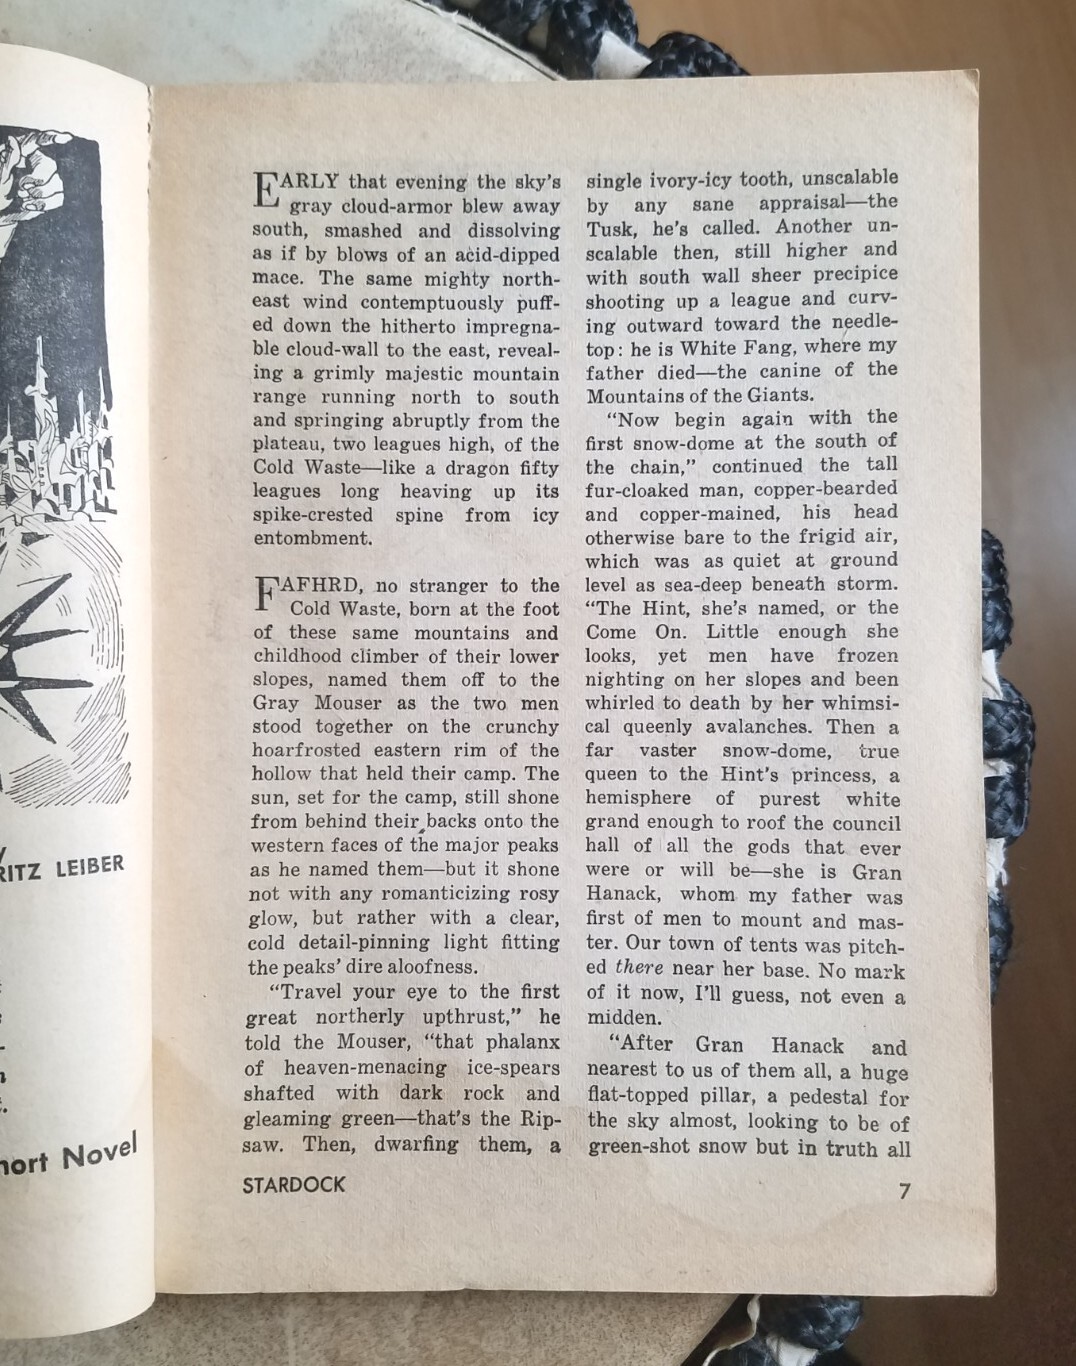 RITZ LEIBER
hort Novel
EARLY that evening the sky's
gray cloud-armor blew away
south, smashed and dissolving
as if by blows of an acid-dipped
mace. The same mighty north-
east wind contemptuously puff-
ed down the hitherto impregna-
ble cloud-wall to the east, reveal-
ing a grimly majestic mountain
range running north to south
and springing abruptly from the
plateau, two leagues high, of the
Cold Waste—like a dragon fifty
leagues long heaving up its
spike-crested spine from icy
entombment.
FAFHRD, no stranger to the
Cold Waste, born at the foot
of these same mountains and
childhood climber of their lower
slopes, named them off to the
Gray Mouser as the two men
stood together on the crunchy
hoarfrosted eastern rim of the
hollow that held their camp. The
sun, set for the camp, still shone
from behind their backs onto the
western faces of the major peaks
as he named them—but it shone
not with any romanticizing rosy
glow, but rather with a clear,
cold detail-pinning light fitting
the peaks' dire aloofness.
"Travel your eye to the first
great northerly upthrust," he
told the Mouser, "that phalanx
of heaven-menacing ice-spears
shafted with dark rock and
gleaming green—that's the Rip-
saw. Then, dwarfing them, a
single ivory-icy tooth, unscalable
by any sane appraisal—the
Tusk, he's called. Another un-
scalable then, still higher and
with south wall sheer precipice
shooting up a league and curv-
ing outward toward the needle-
top: he is White Fang, where my
father died—the canine of the
Mountains of the Giants.
"Now begin again with the
first snow-dome at the south of
the chain," continued the tall
fur-cloaked man, copper-bearded
and copper-mained, his head
otherwise bare to the frigid air,
which was as quiet at ground
level as sea-deep beneath storm.
"The Hint, she's named, or the
Come On. Little enough she
looks, yet men have frozen
nighting on her slopes and been
whirled to death by her whimsi-
cal queenly avalanches. Then a
far vaster snow-dome, true
queen to the Hint's princess, a
hemisphere of purest white
grand enough to roof the council
hall of all the gods that ever
were or will be—she is Gran
Hanack, whom my father was
first of men to mount and mas-
ter. Our town of tents was pitch-
ed there near her base. No mark
of it now, I'll guess, not even a
midden.
"After Gran Hanack and
nearest to us of them all, a huge
flat-topped pillar, a pedestal for
the sky almost, looking to be of
green-shot snow but in truth all
STARDOCK
7